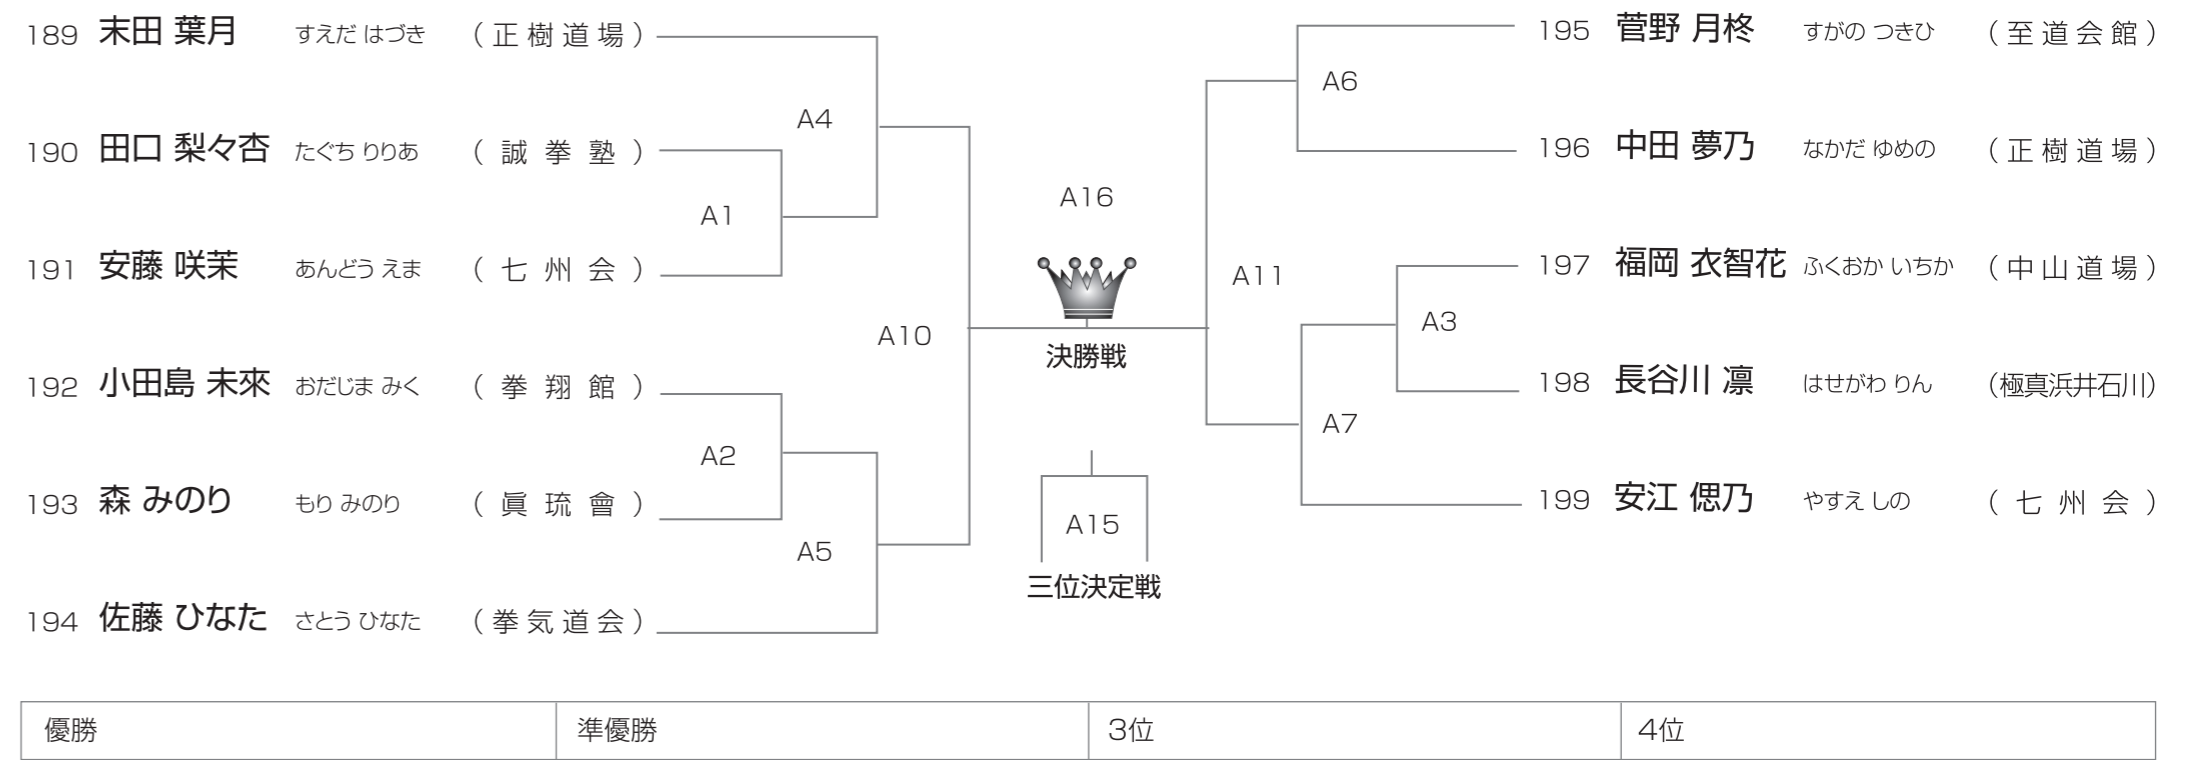 189 末田 葉月 すえだ はづき （正樹道場）
A4
190 田口 梨々杏 たぐち りりあ （誠拳塾）
A1
191 安藤 咲茉 あんどう えま （七州会）
A10
192 小田島 未來 おだじま みく （拳翔館）
A2
193 森 みのり もり みのり （眞琉會）
A5
194 佐藤 ひなた さとう ひなた （拳気道会）
A16
決勝戦
A15
三位決定戦
195 菅野 月柊 すがの つきひ （至道会館）
A6
196 中田 夢乃 なかだ ゆめの （正樹道場）
A11
197 福岡 衣智花 ふくおか いちか （中山道場）
A3
198 長谷川 凛 はせがわ りん （極真浜井石川）
A7
199 安江 偲乃 やすえ しの （七州会）
優勝 準優勝 3位 4位